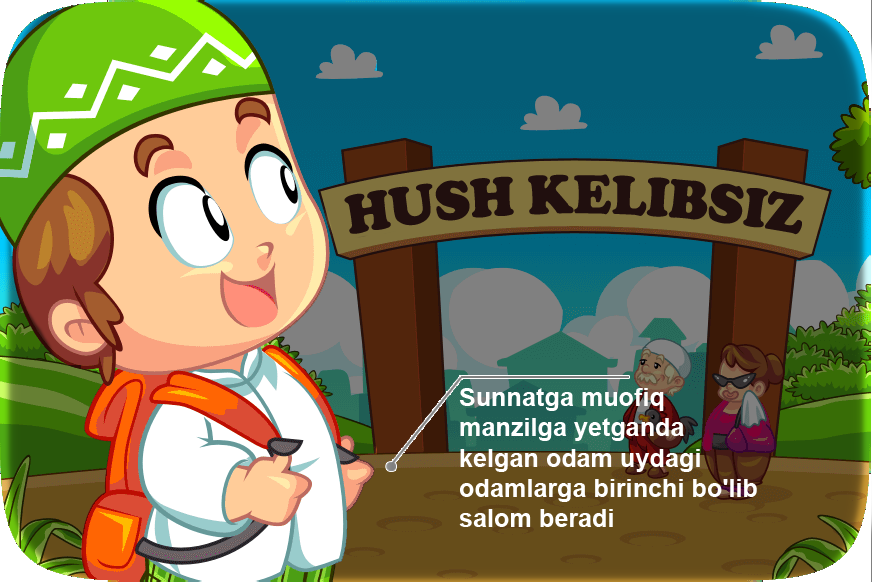 HUSH KELIBSIZ
Sunnatga muofiq
manzilga yetganda
kelgan odam uydagi
odamlarga birinchi bo'lib
salom beradi